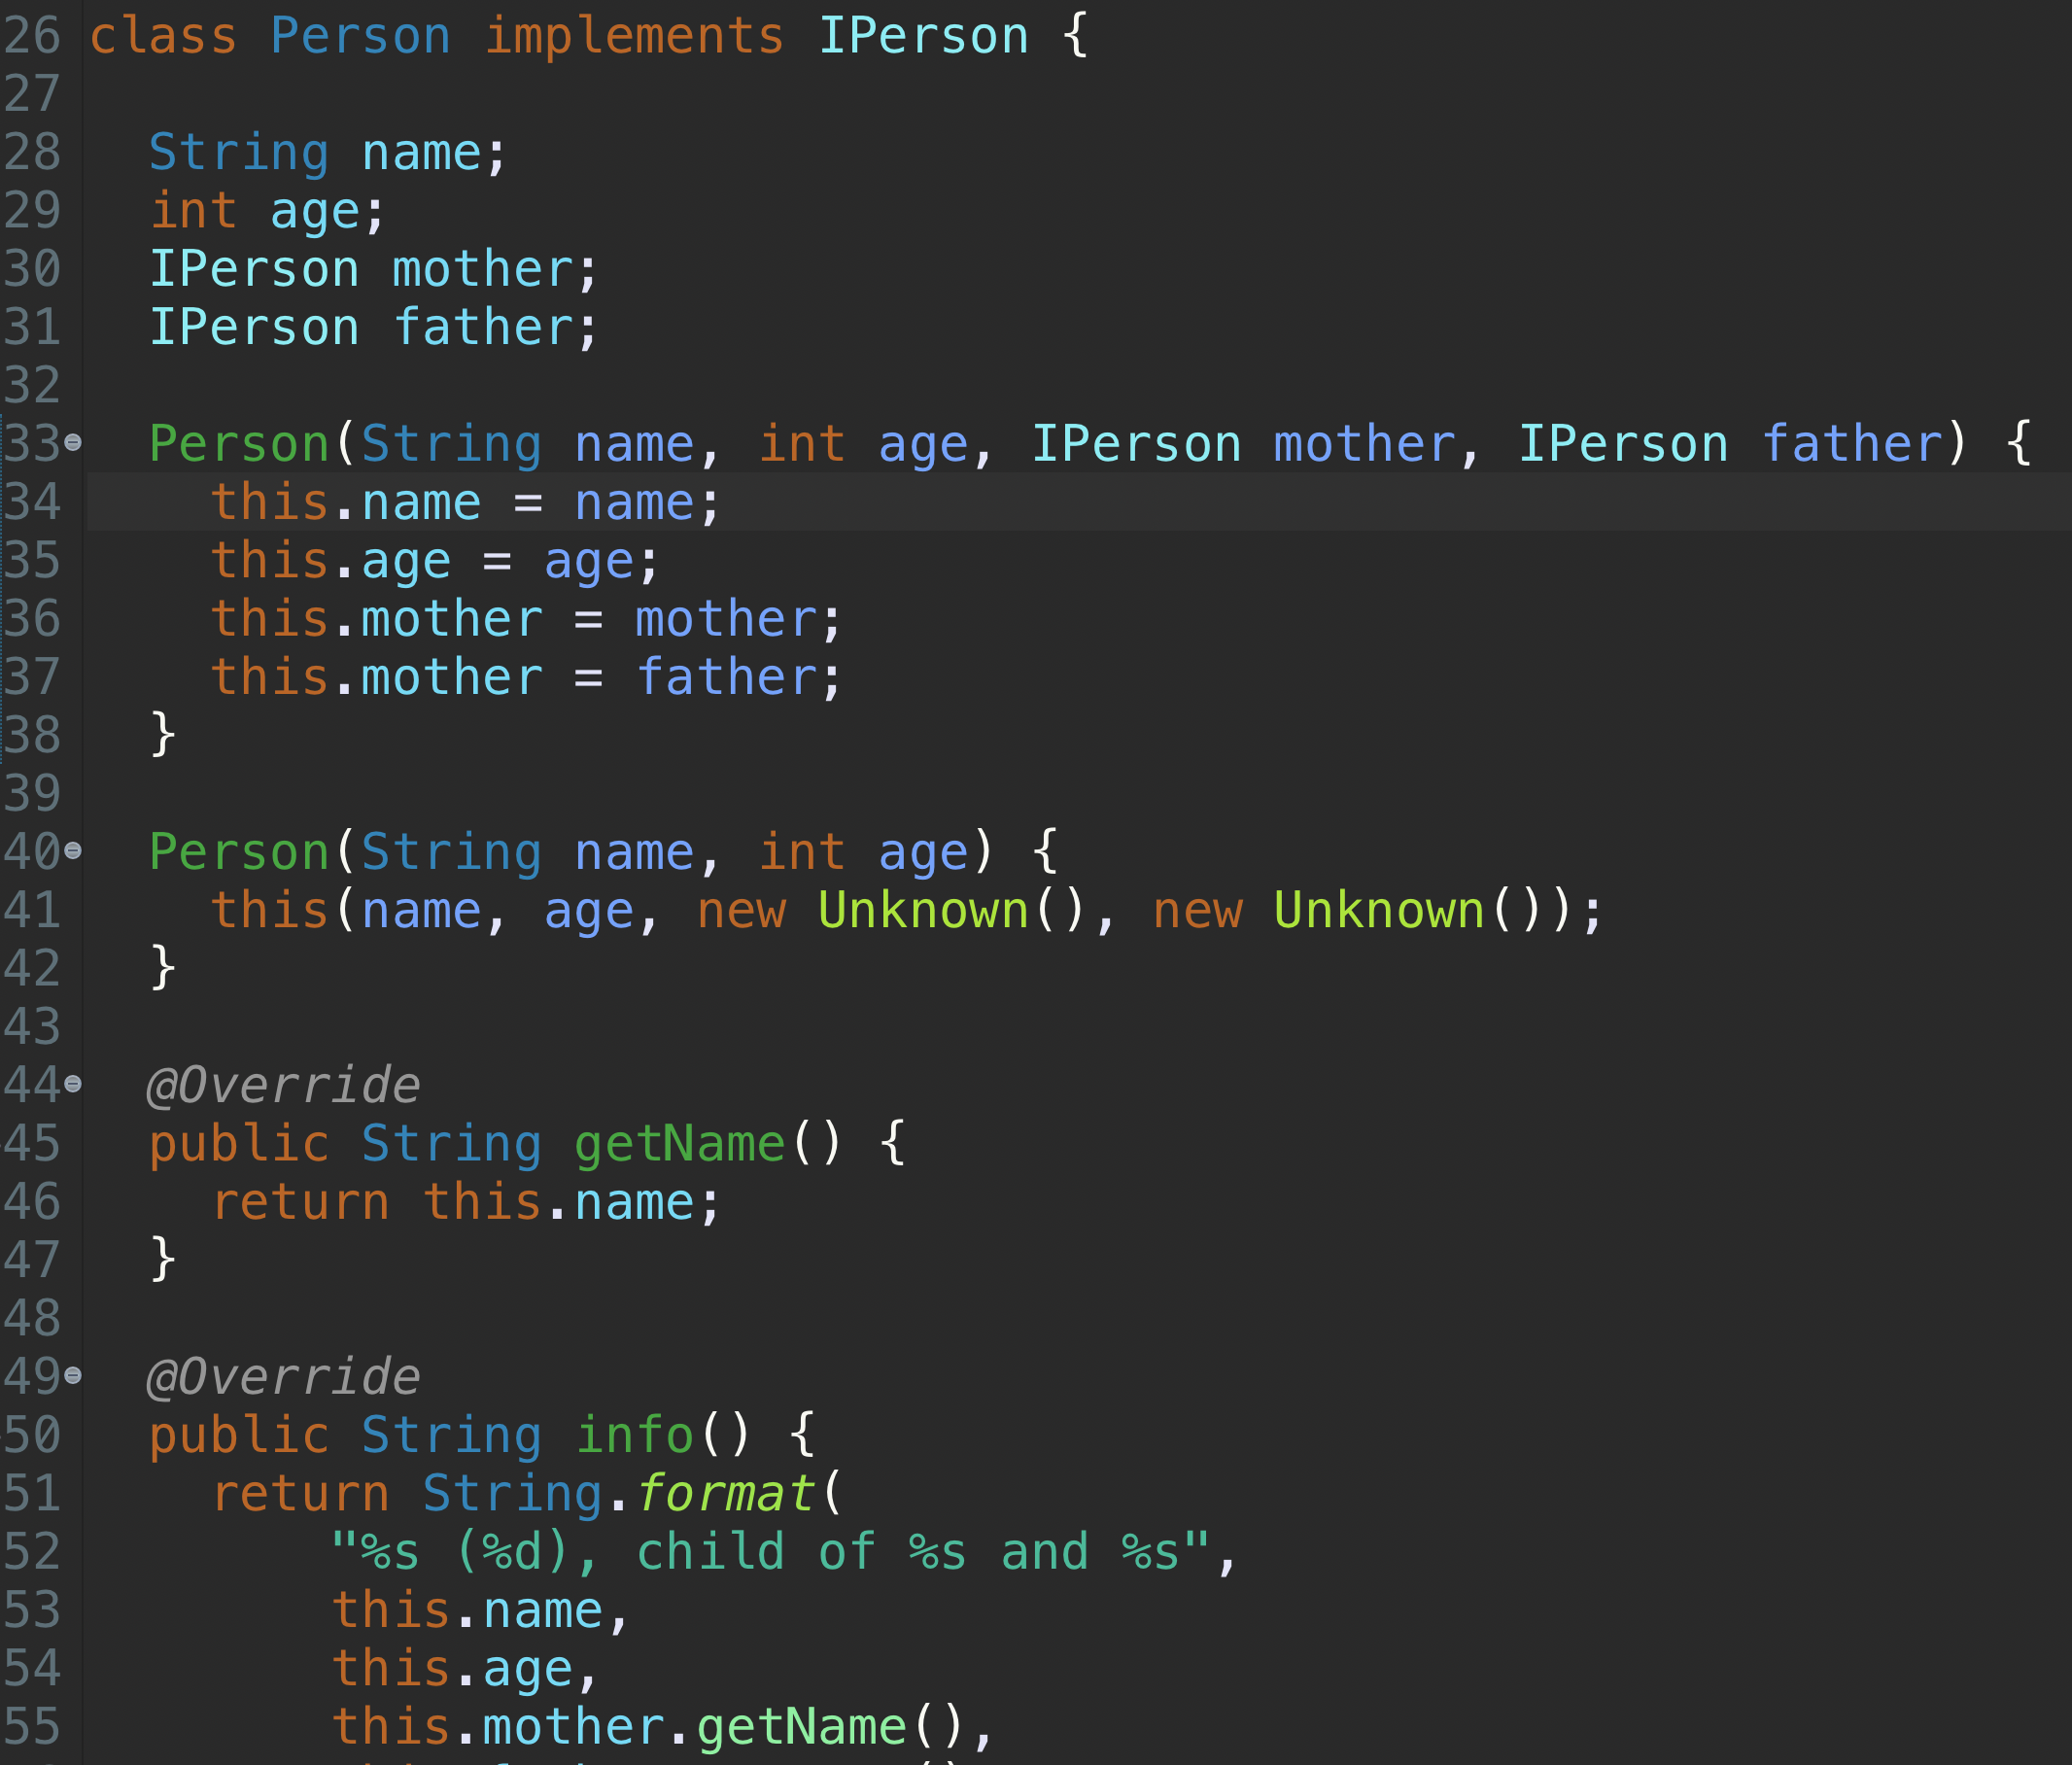 26 class Person implements IPerson {
27
28 String name;
29 int age;
30 IPerson mother;
31 IPerson father;
32
33 Person(String name, int age, IPerson mother, IPerson father) {
34 this.name = name;
35 this.age = age;
36 this.mother = mother;
37 this.mother = father;
38 }
39
40 Person(String name, int age) {
41 this(name, age, new Unknown(), new Unknown());
42 }
43
44 @Override
45 public String getName() {
46 return this.name;
47 }
48
49 @Override
50 public String info() {
51 return String.format(
52 "%s (%d), child of %s and %s",
53 this.name,
54 this.age,
55 this.mother.getName(),